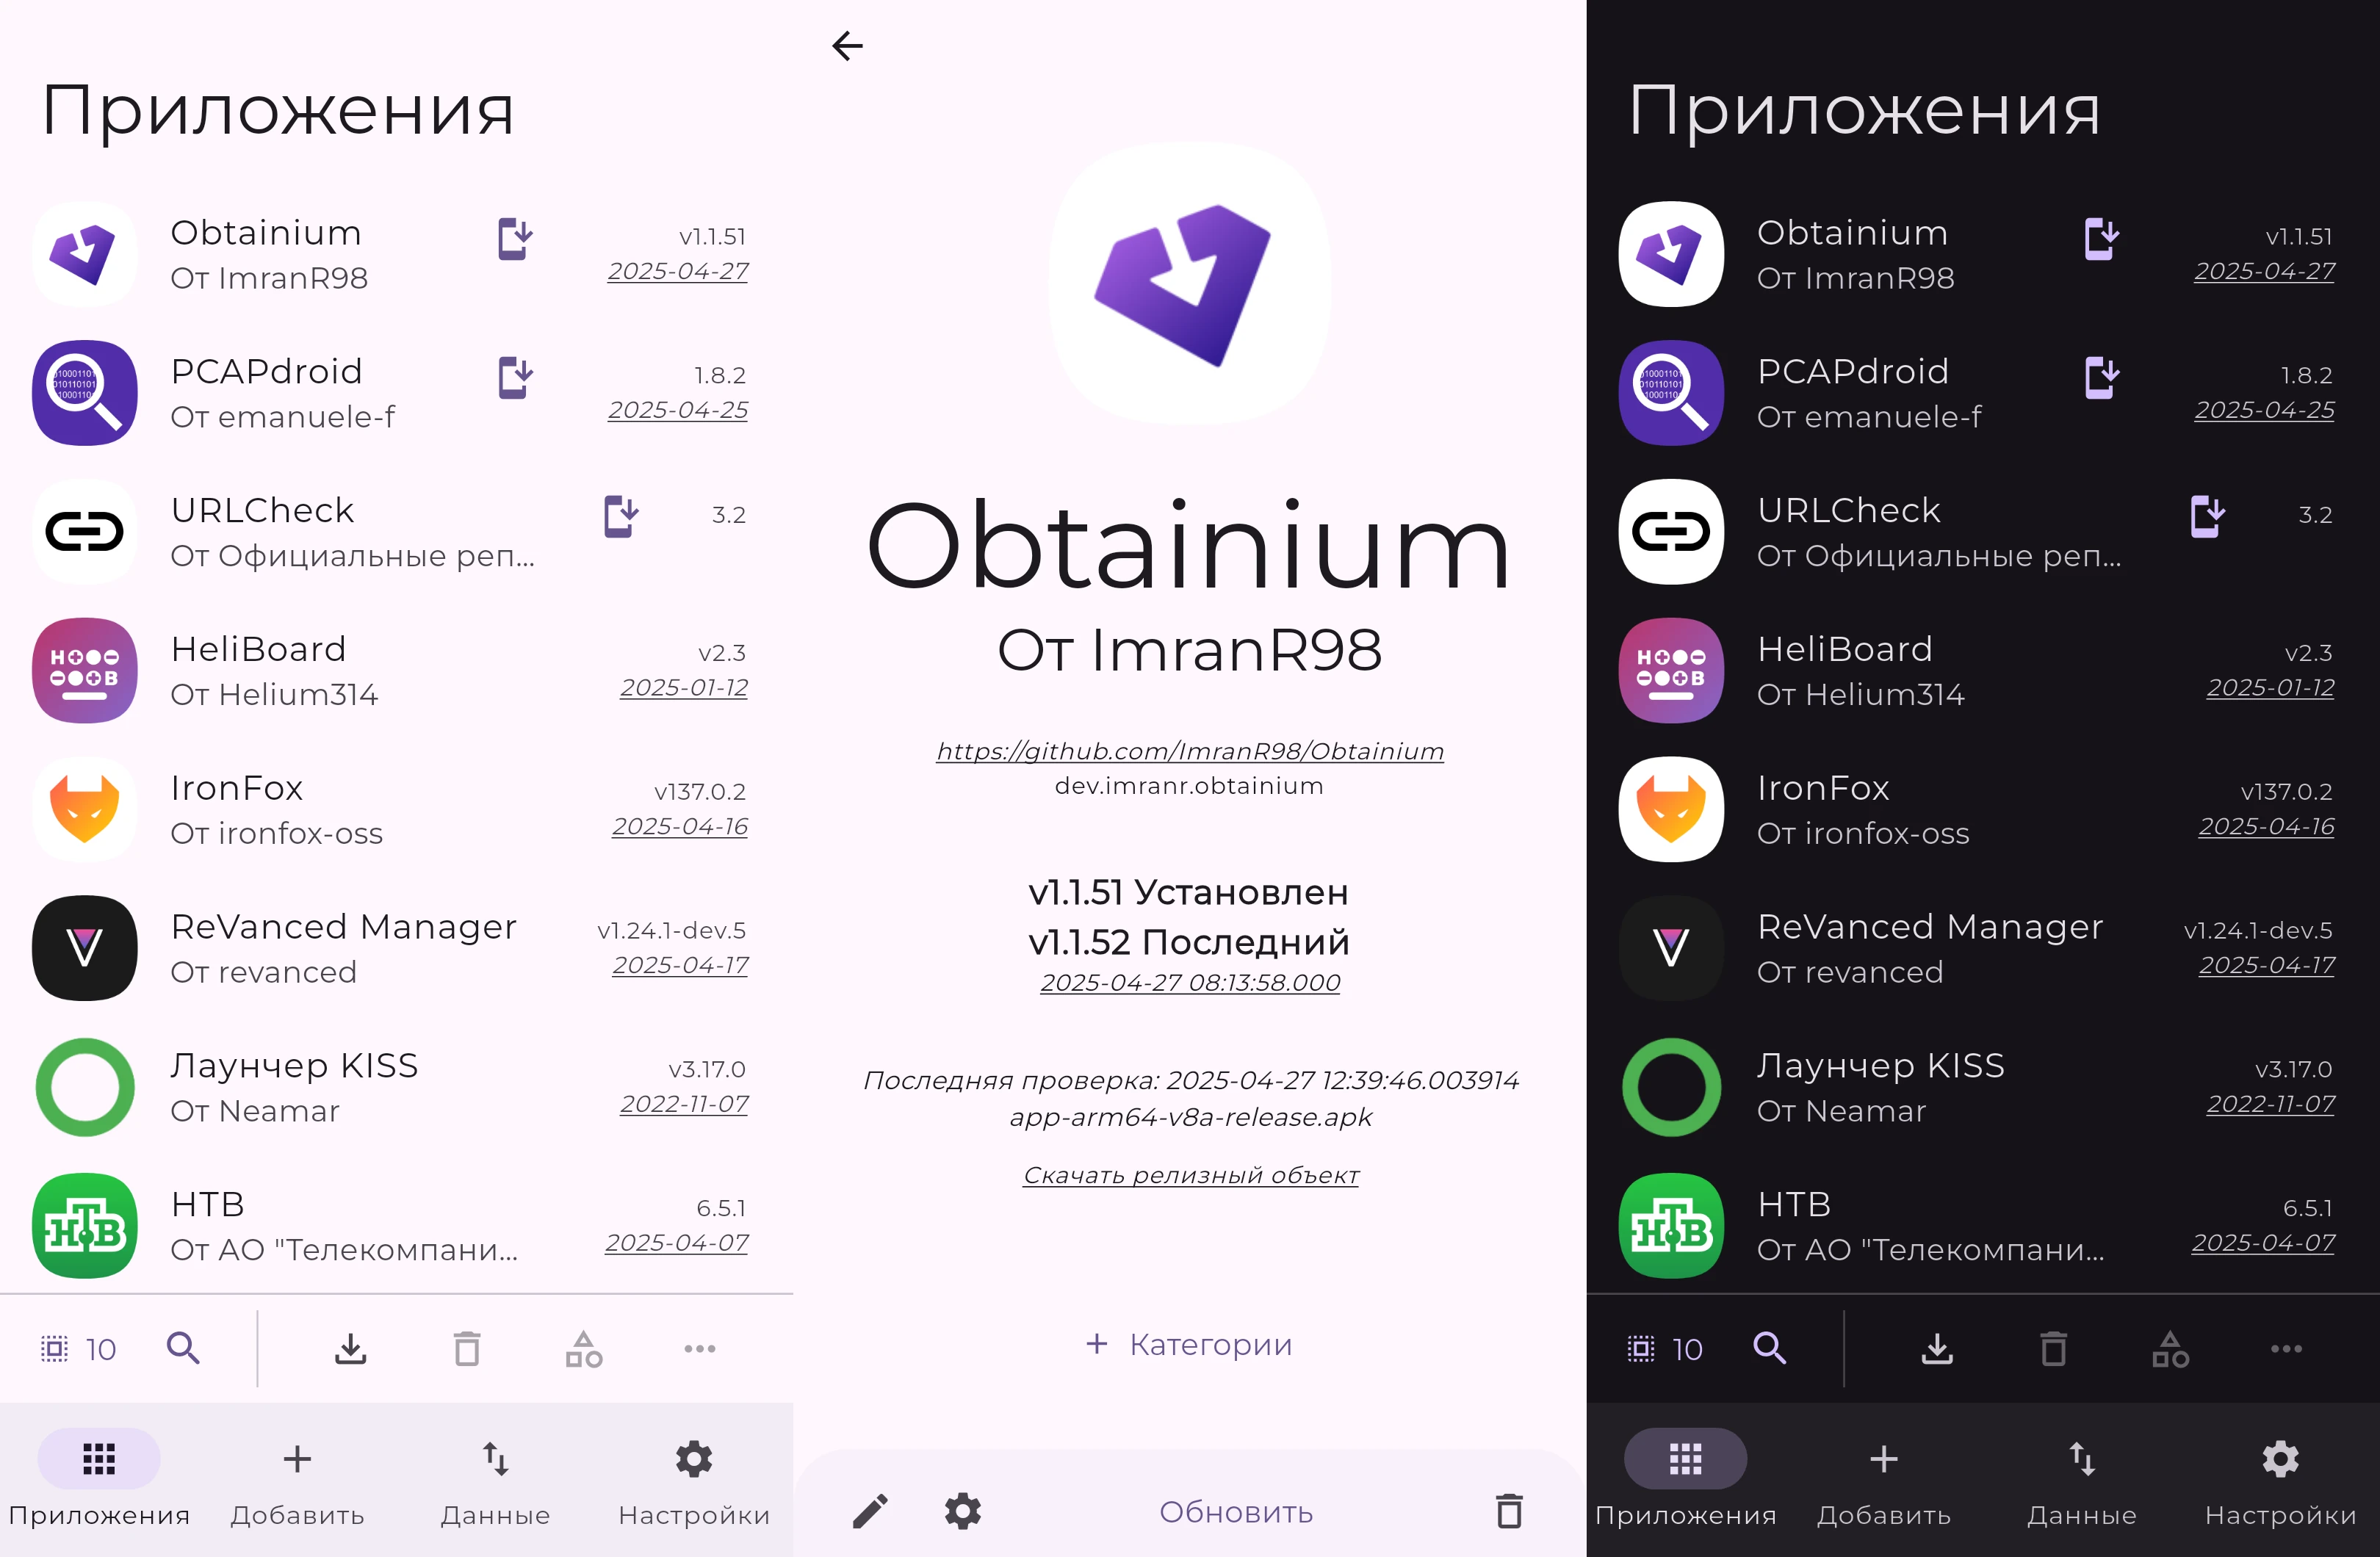 Приложения
Obtainium
v1.1.51
От ImranR98
2025-04-27
PCAPdroid
1.8.2
От emanuele-f
2025-04-25
URLCheck
3.2
От Официальные реп...
HeliBoard
v2.3
От Helium314
2025-01-12
IronFox
v137.0.2
От ironfox-oss
2025-04-16
ReVanced Manager
v1.24.1-dev.5
От revanced
2025-04-17
Лаунчер KISS
v3.17.0
От Neamar
2022-11-07
НТВ
НТВ
6.5.1
От АО "Телекомпани...
2025-04-07
10
Приложения
Добавить
Данные
Настройки
Obtainium
От ImranR98
https://github.com/ImranR98/Obtainium
dev.imranr.obtainium
v1.1.51 Установлен
v1.1.52 Последний
2025-04-27 08:13:58.000
Последняя проверка: 2025-04-27 12:39:46.003914
app-arm64-v8a-release.apk
Скачать релизный объект
+ Категории
Обновить
Приложения
Obtainium
v1.1.51
От ImranR98
2025-04-27
PCAPdroid
1.8.2
От emanuele-f
2025-04-25
URLCheck
3.2
От Официальные реп...
HeliBoard
v2.3
От Helium314
2025-01-12
IronFox
v137.0.2
От ironfox-oss
2025-04-16
ReVanced Manager
v1.24.1-dev.5
От revanced
2025-04-17
Лаунчер KISS
v3.17.0
От Neamar
2022-11-07
НТВ
НТВ
6.5.1
От АО "Телекомпани...
2025-04-07
10
Приложения
Добавить
Данные
Настройки